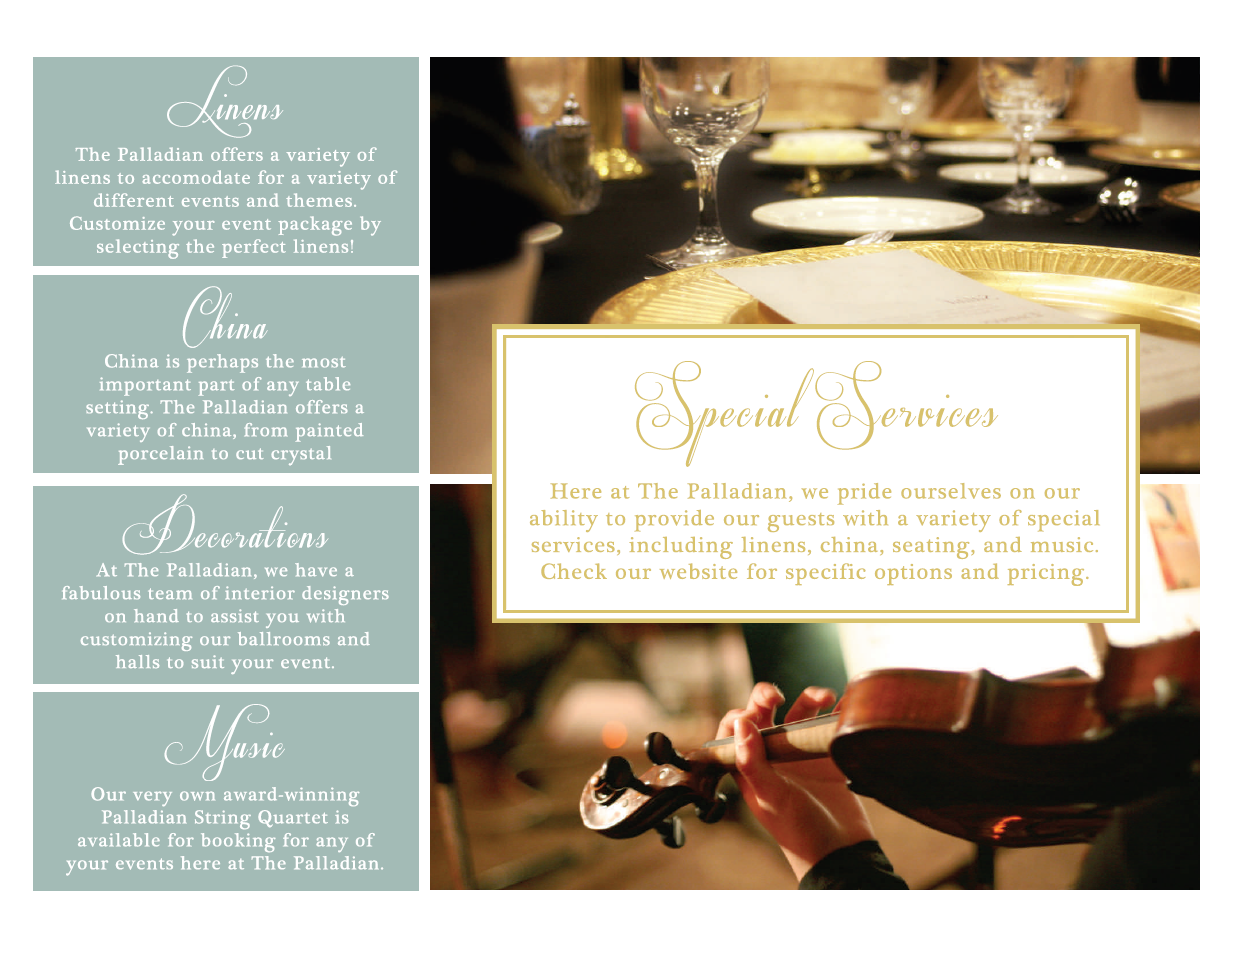 Linens
The Palladian offers a variety of
linens to accomodate for a variety of
different events and themes.
Customize your event package by
selecting the perfect linens!
China
China is perhaps the most
important part of any table
setting. The Palladian offers a
variety of china, from painted
porcelain to cut crystal
Decorations
At The Palladian, we have a
fabulous team of interior designers
on hand to assist you with
customizing our ballrooms and
halls to suit your event.
Music
Our very own award-winning
Palladian String Quartet is
available for booking for any of
your events here at The Palladian.
Special Services
Here at The Palladian, we pride ourselves on our
ability to provide our guests with a variety of special
services, including linens, china, seating, and music.
Check our website for specific options and pricing.